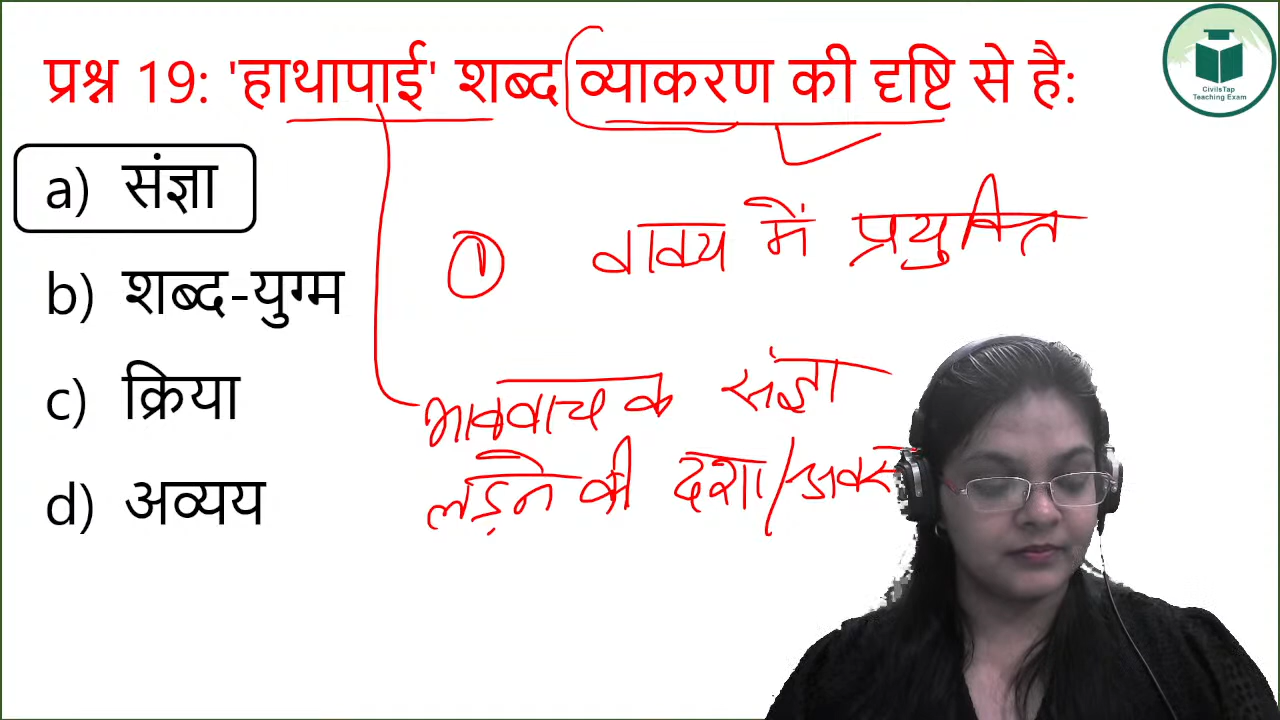 प्रश्न 19: 'हाथापाई' शब्द व्याकरण की दृष्टि से है:
CivilsTap
Teaching Exam
a) संज्ञा
① वाक्य में प्रयुक्ति
b) शब्द-युग्म
c) क्रिया
भाववाचक संज्ञा
लड़ने की दशा/
d) अव्यय